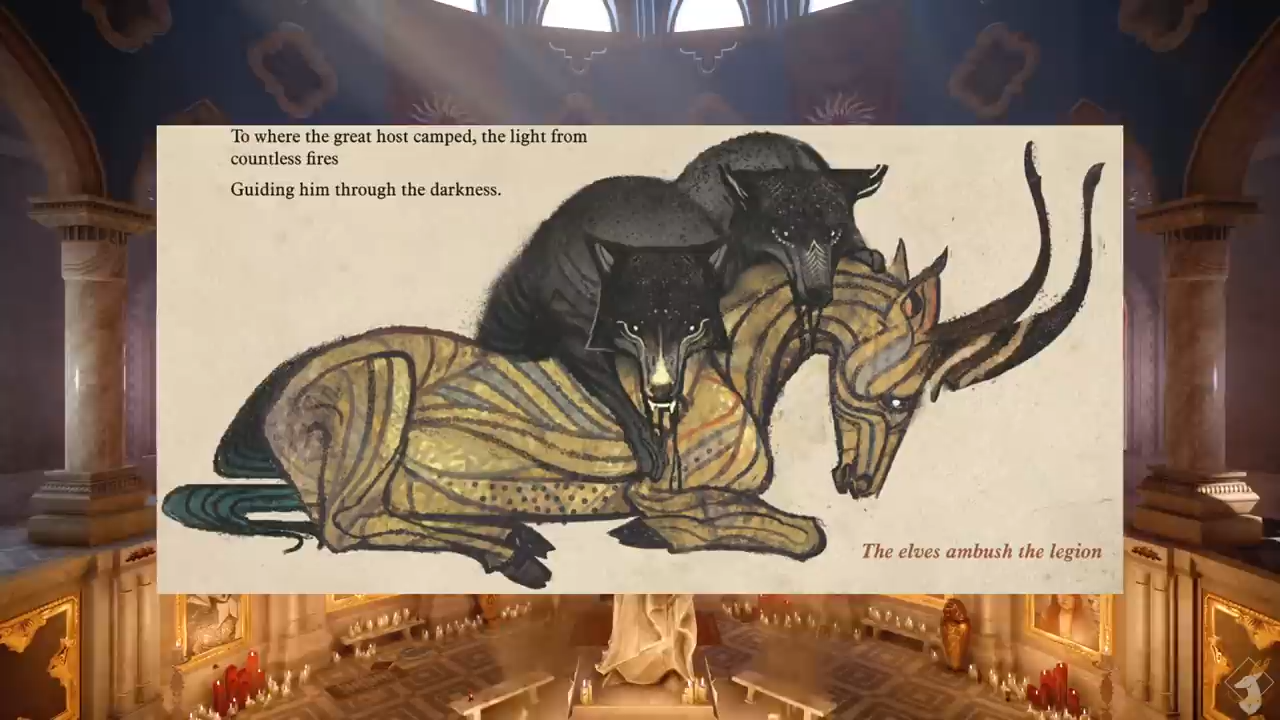 To where the great host camped, the light from
countless fires
Guiding him through the darkness.
The elves ambush the legion